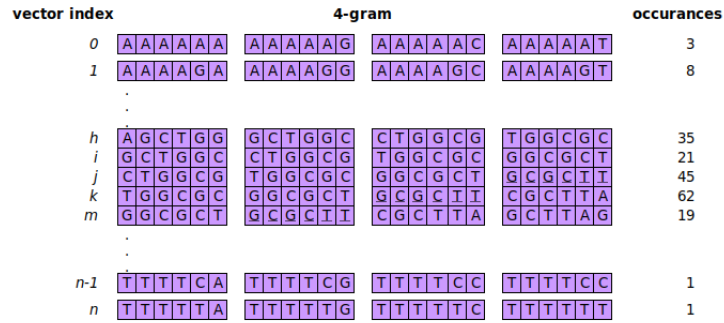 vector index 4-gram occurances
0 AAAAAA AAAAAG AAAAAC AAAAAT 3
1 AAAAGA AAAAGG AAAAGC AAAAGT 8
.
.
.
h AGCTGG GCTGGC CTGGCG TGGCGC 35
i GCTGGC CTGGCG TGGCGC GGCGCT 21
j CTGGCG TGGCGC GGCGCT GCGCTT 45
k TGGCGC GGCGCT GCGCTT CGCTTA 62
m GGCGCT GCGCTT CGCTTA GCTTAG 19
.
.
.
n-1 TTTTCA TTTTCG TTTTCC TTTTCC 1
n TTTTTA TTTTTG TTTTTC TTTTTT 1